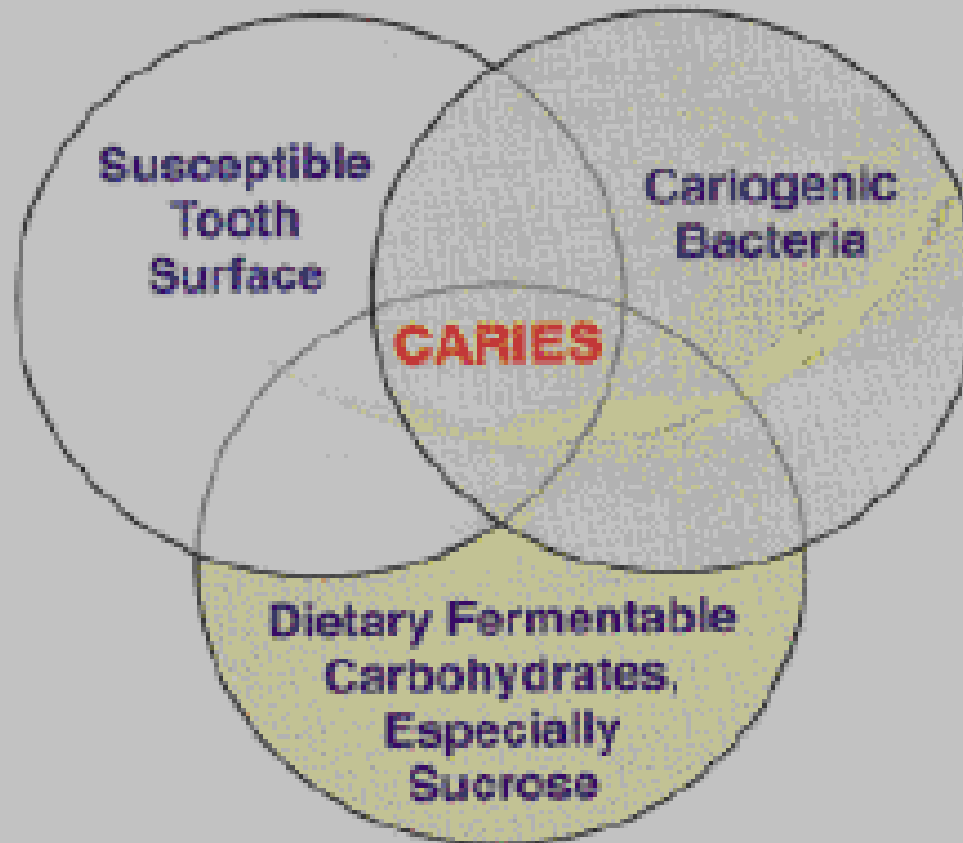 Susceptible
Tooth
Surface
Cariogenic
Bacteria
CARIES
Dietary Fermentable
Carbohydrates,
Especially
Sucrose